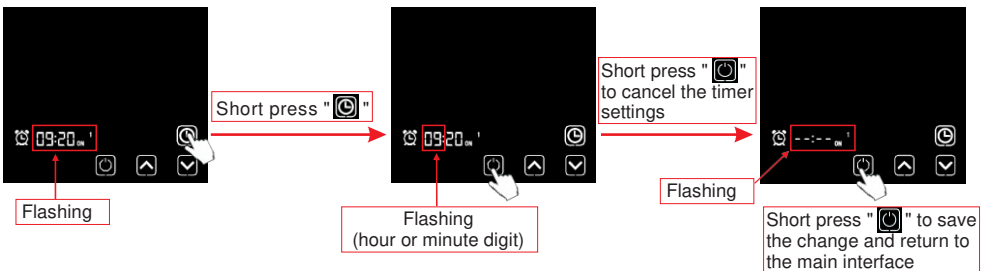 09:20 ON 1
Flashing
Short press " "
09:20 ON 1
Flashing
(hour or minute digit)
Short press " "
to cancel the timer
settings
--:-- ON 1
Flashing
Short press " " to save
the change and return to
the main interface